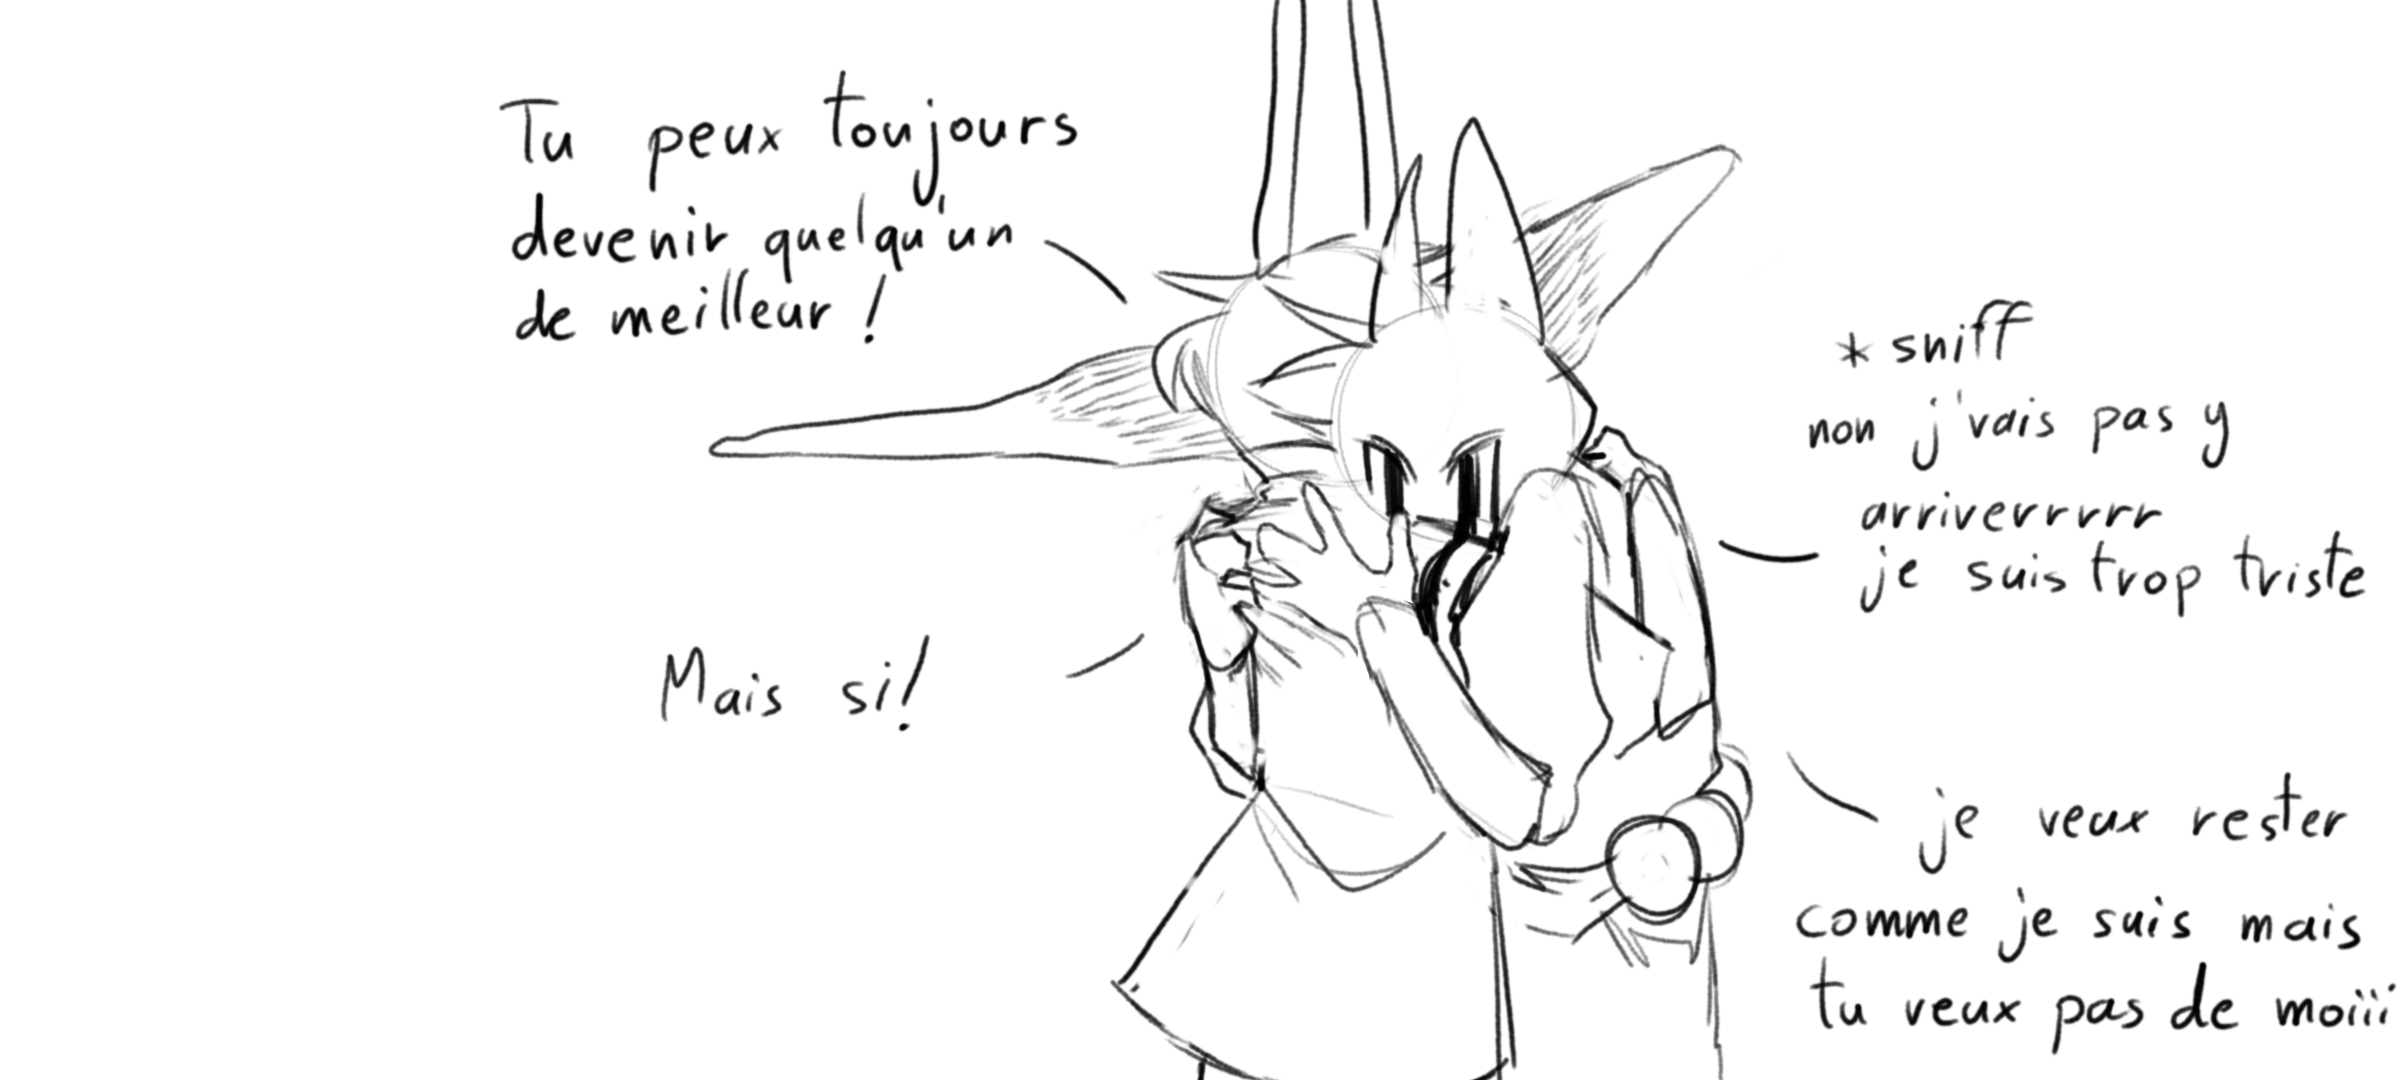 Tu peux toujours
devenir quelqu'un
de meilleur !
* sniff
non j'vais pas y
arriverrrrr
je suis trop triste
Mais si!
je veux rester
comme je suis mais
tu veux pas de moïïï